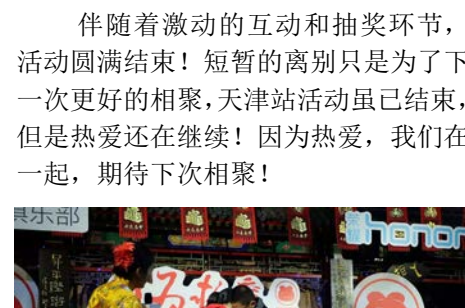 伴随着激动的互动和抽奖环节，
活动圆满结束！短暂的离别只是为了下
一次更好的相聚，天津站活动虽已结束，
但是热爱还在继续！因为热爱，我们在
一起，期待下次相聚！
俱乐部
荣耀
honor